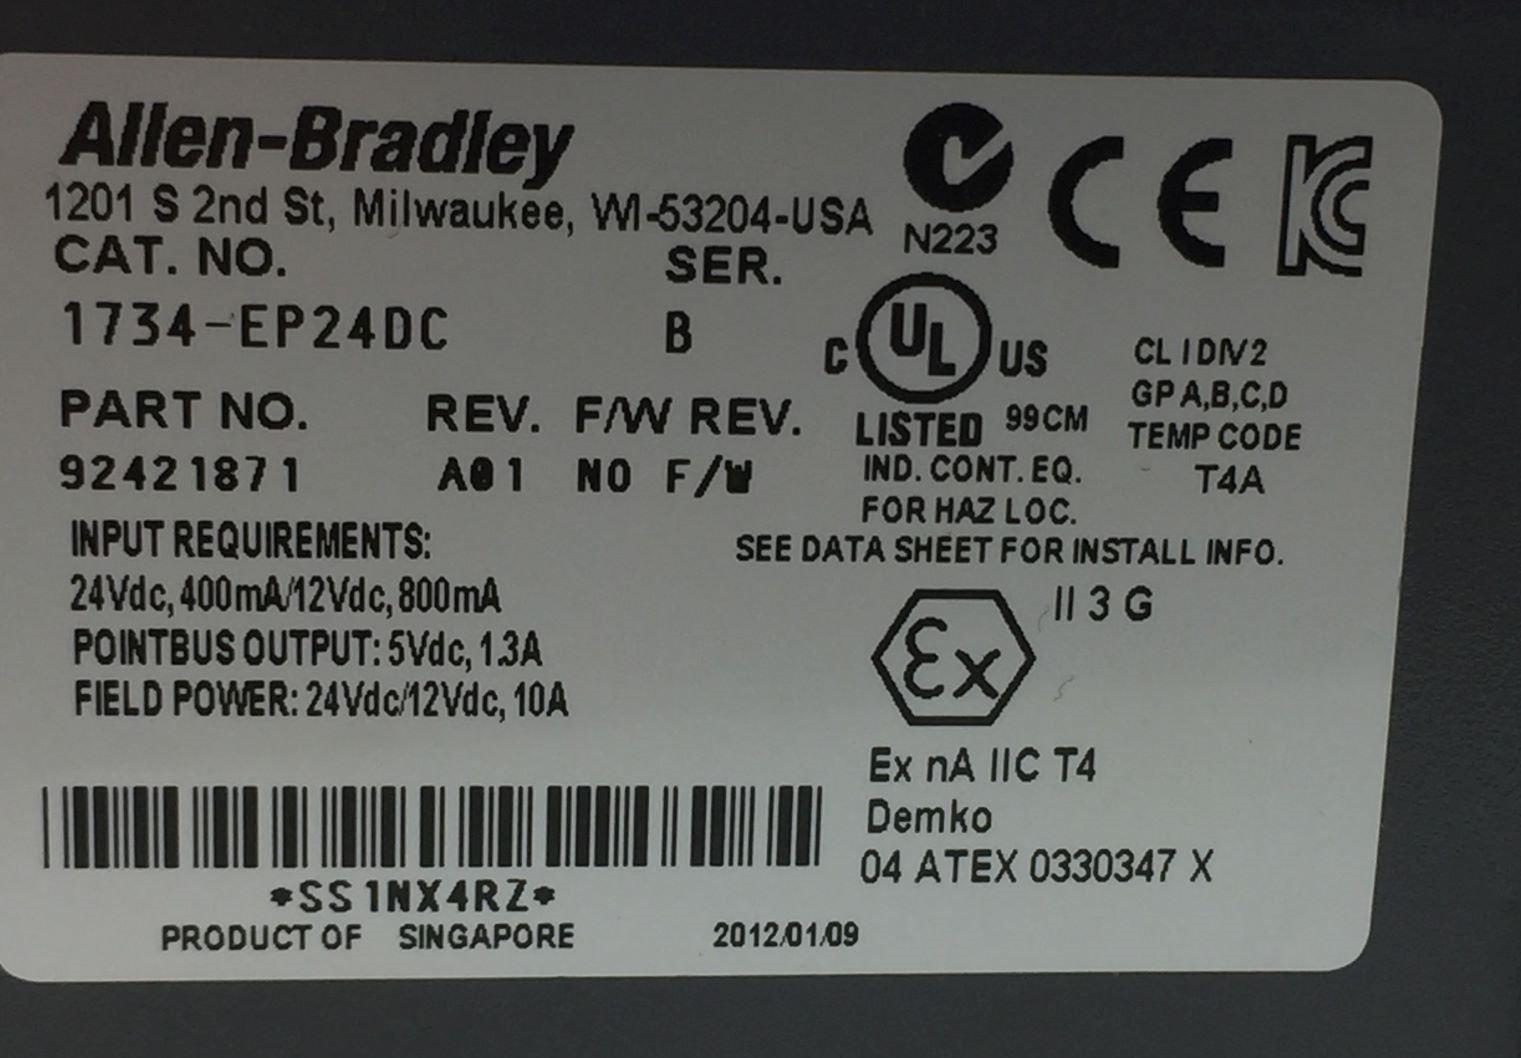 Allen-Bradley
1201 S 2nd St, Milwaukee, WI-53204-USA
N223
CE
KC
CAT. NO. SER.
1734-EP24DC B
C UL US
LISTED 99CM
IND. CONT. EQ.
FOR HAZ LOC.
CL I DIV 2
GP A,B,C,D
TEMP CODE
T4A
SEE DATA SHEET FOR INSTALL INFO.
PART NO. REV. F/W REV.
92421871 A01 NO F/W
INPUT REQUIREMENTS:
24Vdc, 400mA/12Vdc, 800mA
POINTBUS OUTPUT: 5Vdc, 1.3A
FIELD POWER: 24Vdc/12Vdc, 10A
Ex II 3 G
Ex nA IIC T4
Demko
04 ATEX 0330347 X
*SS1NX4RZ*
PRODUCT OF SINGAPORE 2012/01/09